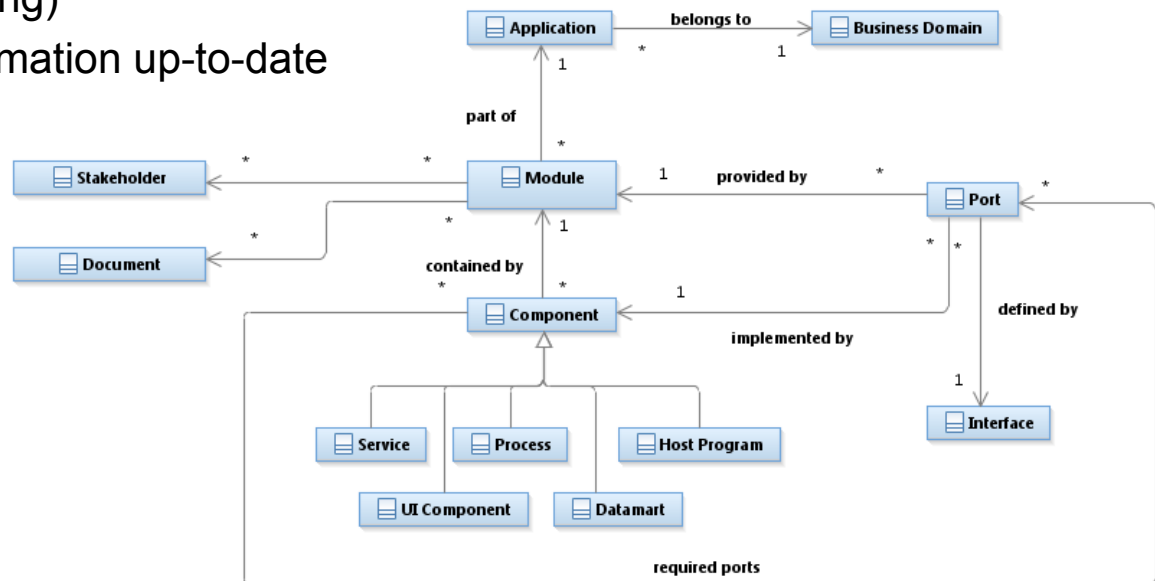 ng)
mation up-to-date
Application
belongs to
Business Domain
*
1
1
part of
*
Stakeholder
*
*
Module
1
provided by
*
Port
*
*
*
1
Document
contained by
*
*
*
*
Component
1
implemented by
defined by
1
Interface
Service
Process
Host Program
UI Component
Datamart
required ports